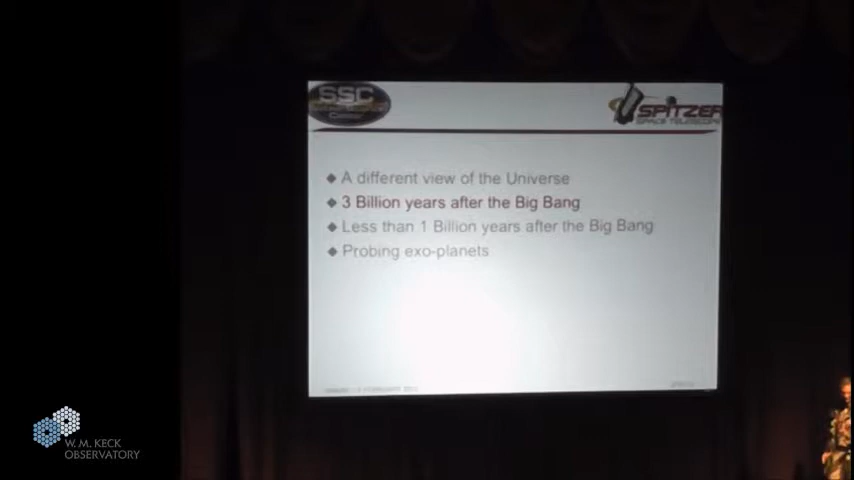 SSC
SPITZER
SPACE TELESCOPE
A different view of the Universe
3 Billion years after the Big Bang
Less than 1 Billion years after the Big Bang
Probing exo-planets
W. M. KECK
OBSERVATORY